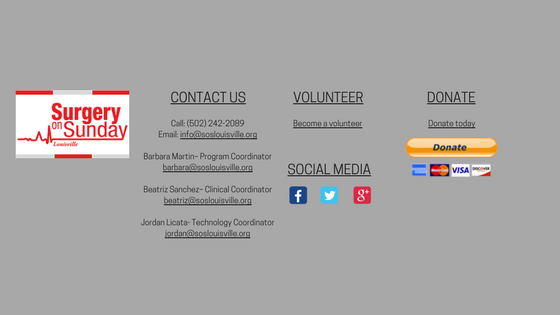 Surgery
on Sunday
Louisville
CONTACT US
Call: (502) 242-2089
Email: info@soslouisville.org
Barbara Martin– Program Coordinator
barbara@soslouisville.org
Beatriz Sanchez– Clinical Coordinator
beatriz@soslouisville.org
Jordan Licata- Technology Coordinator
jordan@soslouisville.org
VOLUNTEER
Become a volunteer
SOCIAL MEDIA
f
g+
DONATE
Donate today
Donate
MasterCard
VISA
DISCOVER